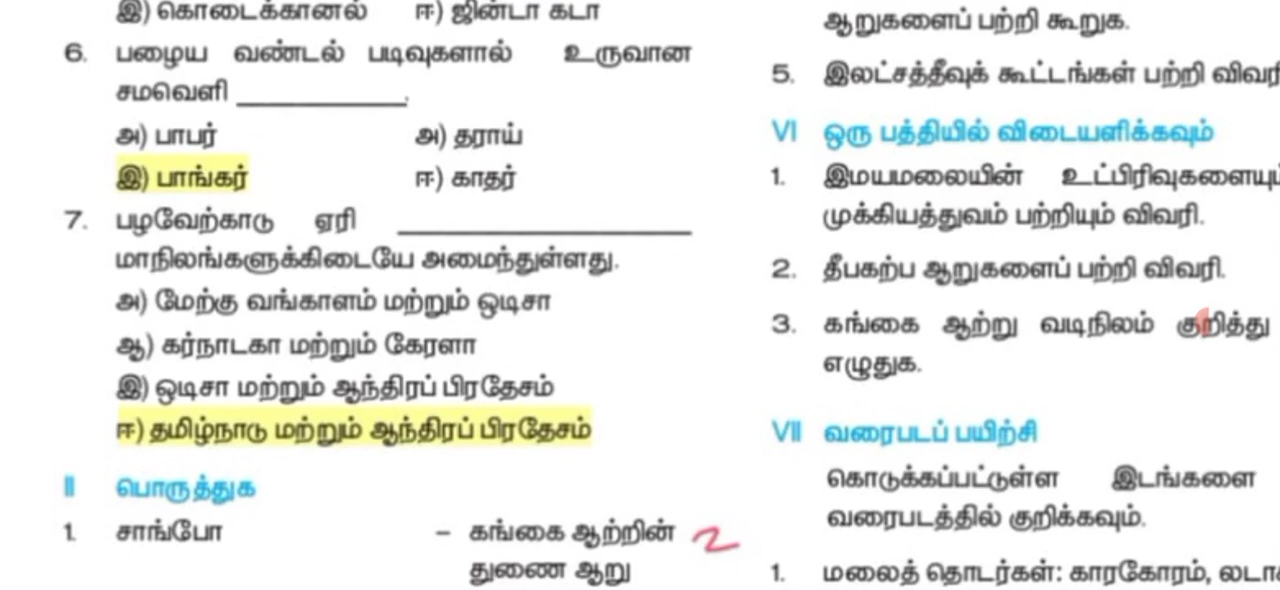 இ) கொடைக்கானல் ஈ) ஜின்டா கடா
6. பழைய வண்டல் படிவுகளால் உருவான
சமவெளி ____________.
அ) பாபர் அ) தராய்
இ) பாங்கர் ஈ) காதர்
7. பழவேற்காடு ஏரி ____________
மாநிலங்களுக்கிடையே அமைந்துள்ளது.
அ) மேற்கு வங்காளம் மற்றும் ஒடிசா
ஆ) கர்நாடகா மற்றும் கேரளா
இ) ஒடிசா மற்றும் ஆந்திரப் பிரதேசம்
ஈ) தமிழ்நாடு மற்றும் ஆந்திரப் பிரதேசம்
II பொருத்துக
1. சாங்போ – கங்கை ஆற்றின் 2
துணை ஆறு
ஆறுகளைப் பற்றி கூறுக.
5. இலட்சத்தீவுக் கூட்டங்கள் பற்றி விவரி
VI ஒரு பத்தியில் விடையளிக்கவும்
1. இமயமலையின் உட்பிரிவுகளையும்
முக்கியத்துவம் பற்றியும் விவரி.
2. தீபகற்ப ஆறுகளைப் பற்றி விவரி.
3. கங்கை ஆற்று வடிநிலம் குறித்து
எழுதுக.
VII வரைபடப் பயிற்சி
கொடுக்கப்பட்டுள்ள இடங்களை
வரைபடத்தில் குறிக்கவும்.
1. மலைத் தொடர்கள்: காரகோரம்,